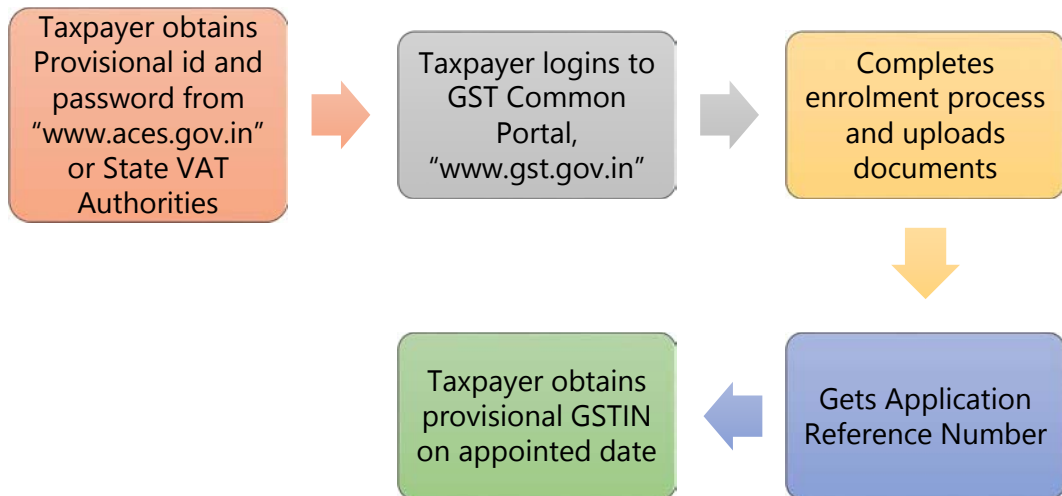 Taxpayer obtains
Provisional id and
password from
“www.aces.gov.in”
or State VAT
Authorities
Taxpayer logins to
GST Common
Portal,
“www.gst.gov.in”
Completes
enrolment process
and uploads
documents
Gets Application
Reference Number
Taxpayer obtains
provisional GSTIN
on appointed date